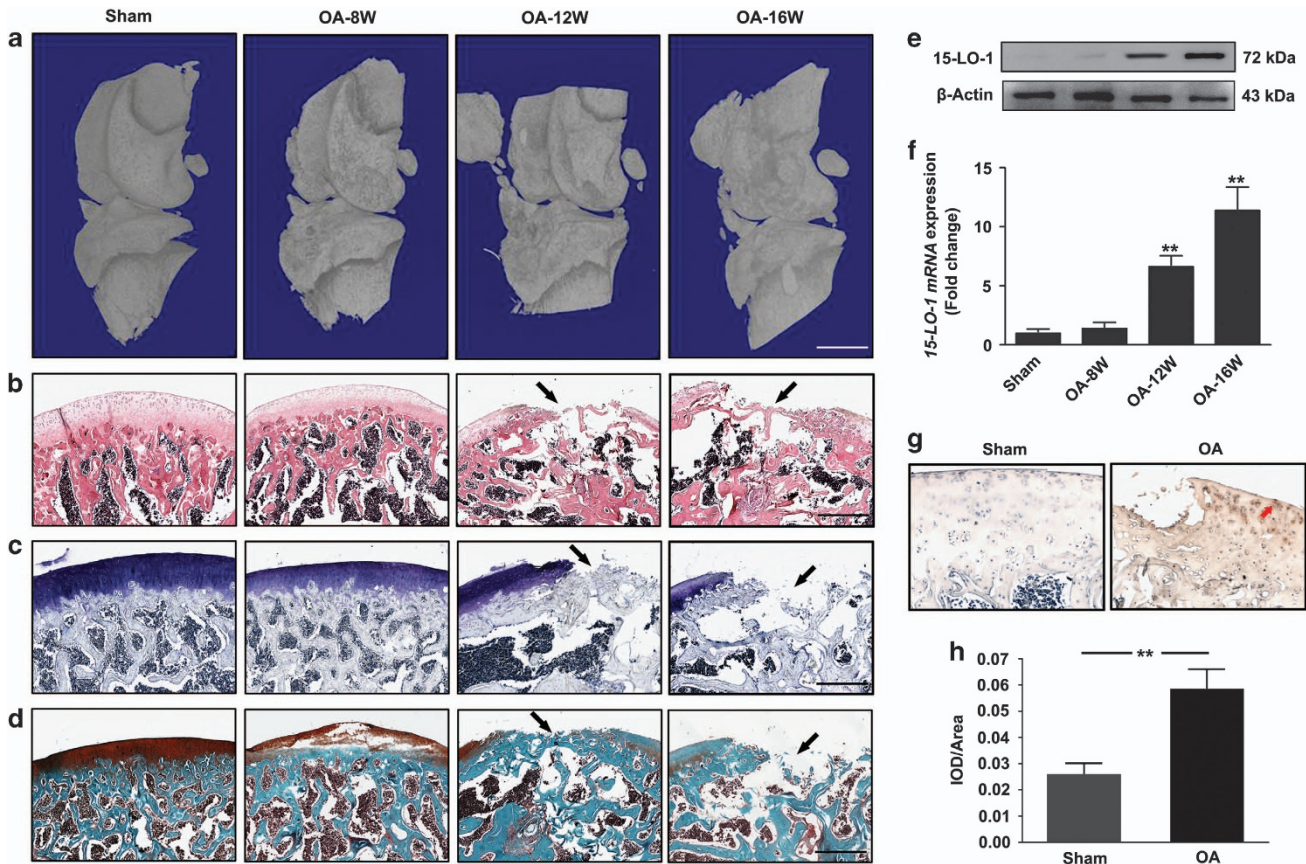 Sham OA-8W OA-12W OA-16W
a
b
c
d
e
15-LO-1 72 kDa
β-Actin 43 kDa
f
15-LO-1 mRNA expression
(Fold change)
15
10
5
0
** **
Sham OA-8W OA-12W OA-16W
g
Sham OA
h
**
IOD/Area
0.07
0.06
0.05
0.04
0.03
0.02
0.01
0.00
Sham OA